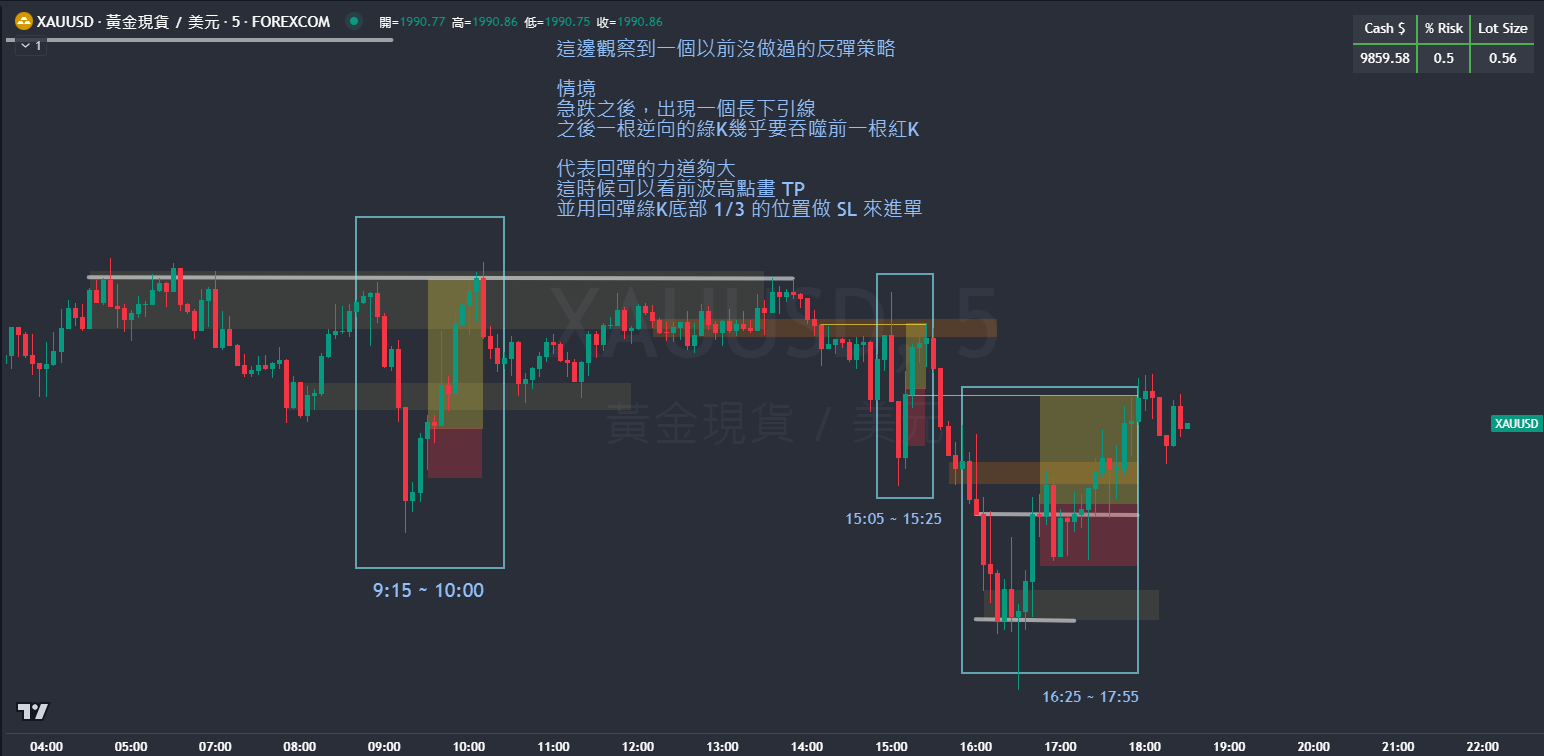 XAUUSD · 黃金現貨 / 美元 · 5 · FOREXCOM 開=1990.77 高=1990.86 低=1990.75 收=1990.86
1
Cash $ % Risk Lot Size
9859.58 0.5 0.56
這邊觀察到一個以前沒做過的反彈策略
情境
急跌之後，出現一個長下引線
之後一根逆向的綠K幾乎要吞噬前一根紅K
代表回彈的力道夠大
這時候可以看前波高點畫 TP
並用回彈綠K底部 1/3 的位置做 SL 來進單
XAUUSD, 5
黃金現貨 / 美元
XAUUSD
15:05 ~ 15:25
9:15 ~ 10:00
16:25 ~ 17:55
04:00 05:00 07:00 08:00 09:00 10:00 11:00 12:00 13:00 14:00 15:00 16:00 17:00 18:00 19:00 20:00 21:00 22:00